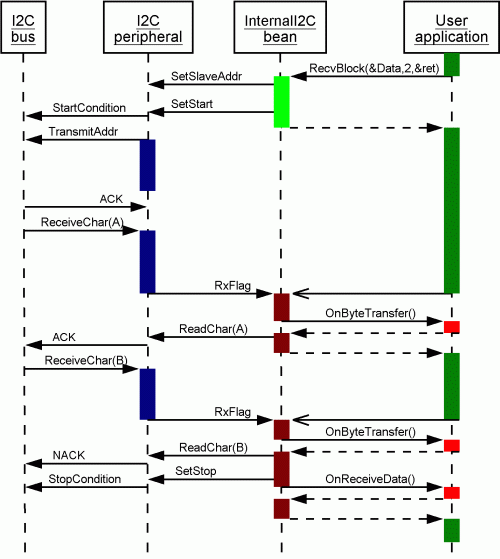 I2C bus
I2C peripheral
InternalI2C bean
User application
RecvBlock(&Data,2,&ret)
SetSlaveAddr
SetStart
StartCondition
TransmitAddr
ACK
ReceiveChar(A)
RxFlag
OnByteTransfer()
ReadChar(A)
ACK
ReceiveChar(B)
RxFlag
OnByteTransfer()
ReadChar(B)
NACK
SetStop
StopCondition
OnReceiveData()